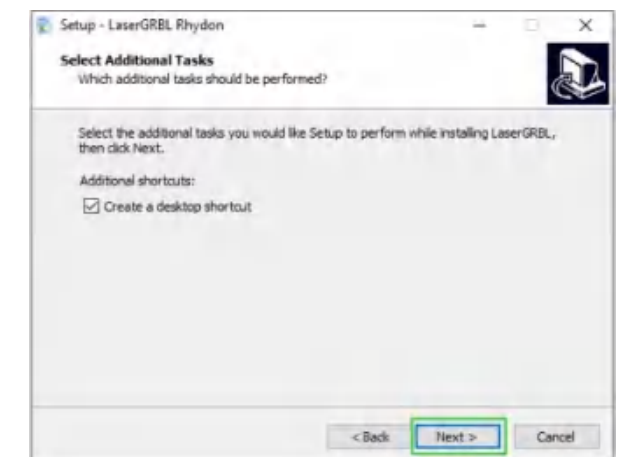 Setup - LaserGRBL Rhydon
Select Additional Tasks
Which additional tasks should be performed?
Select the additional tasks you would like Setup to perform while installing LaserGRBL,
then click Next.
Additional shortcuts:
Create a desktop shortcut
< Back Next > Cancel